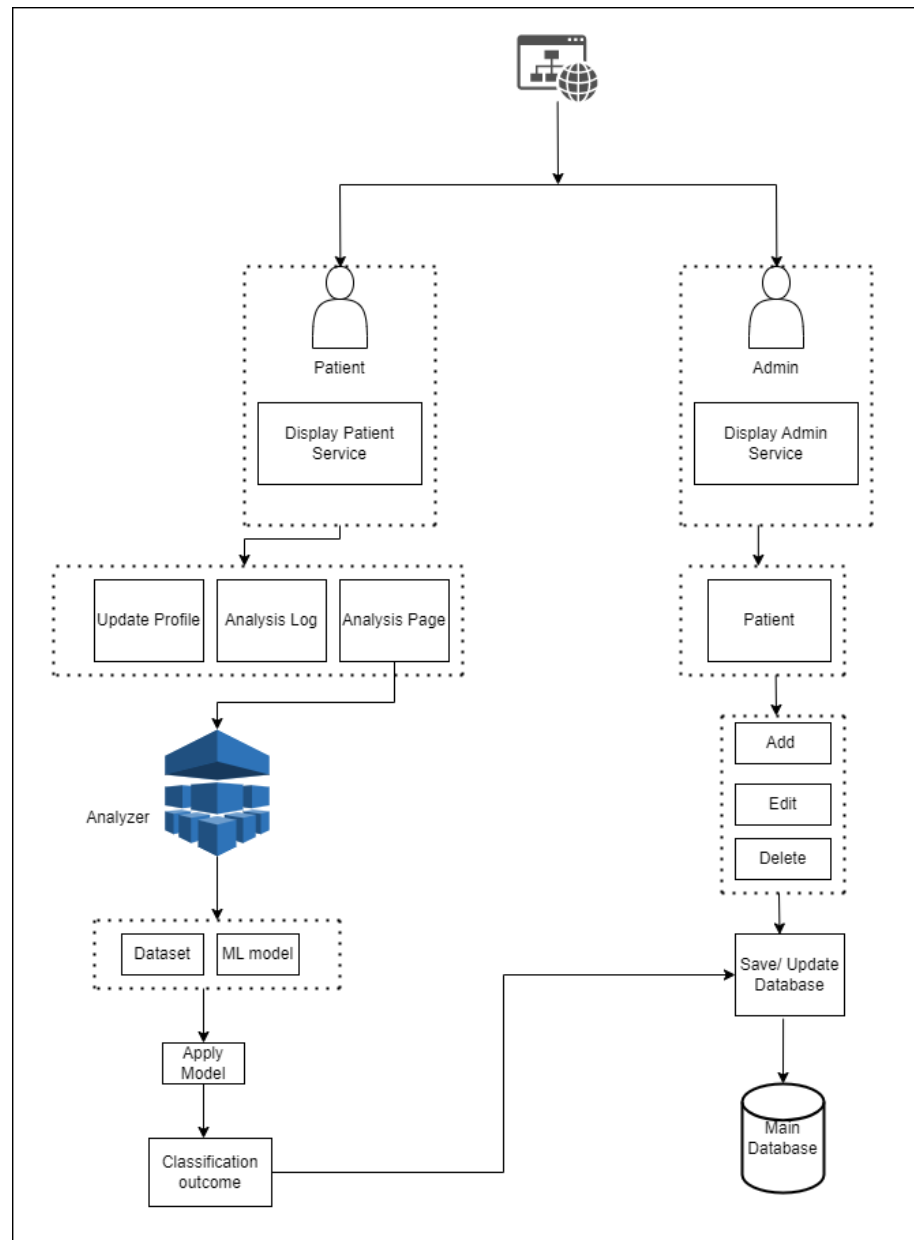 Patient
Admin
Display Patient
Service
Display Admin
Service
Update Profile
Analysis Log
Analysis Page
Patient
Add
Edit
Analyzer
Delete
Dataset
ML model
Save/ Update
Database
Apply
Model
Main
Database
Classification
outcome